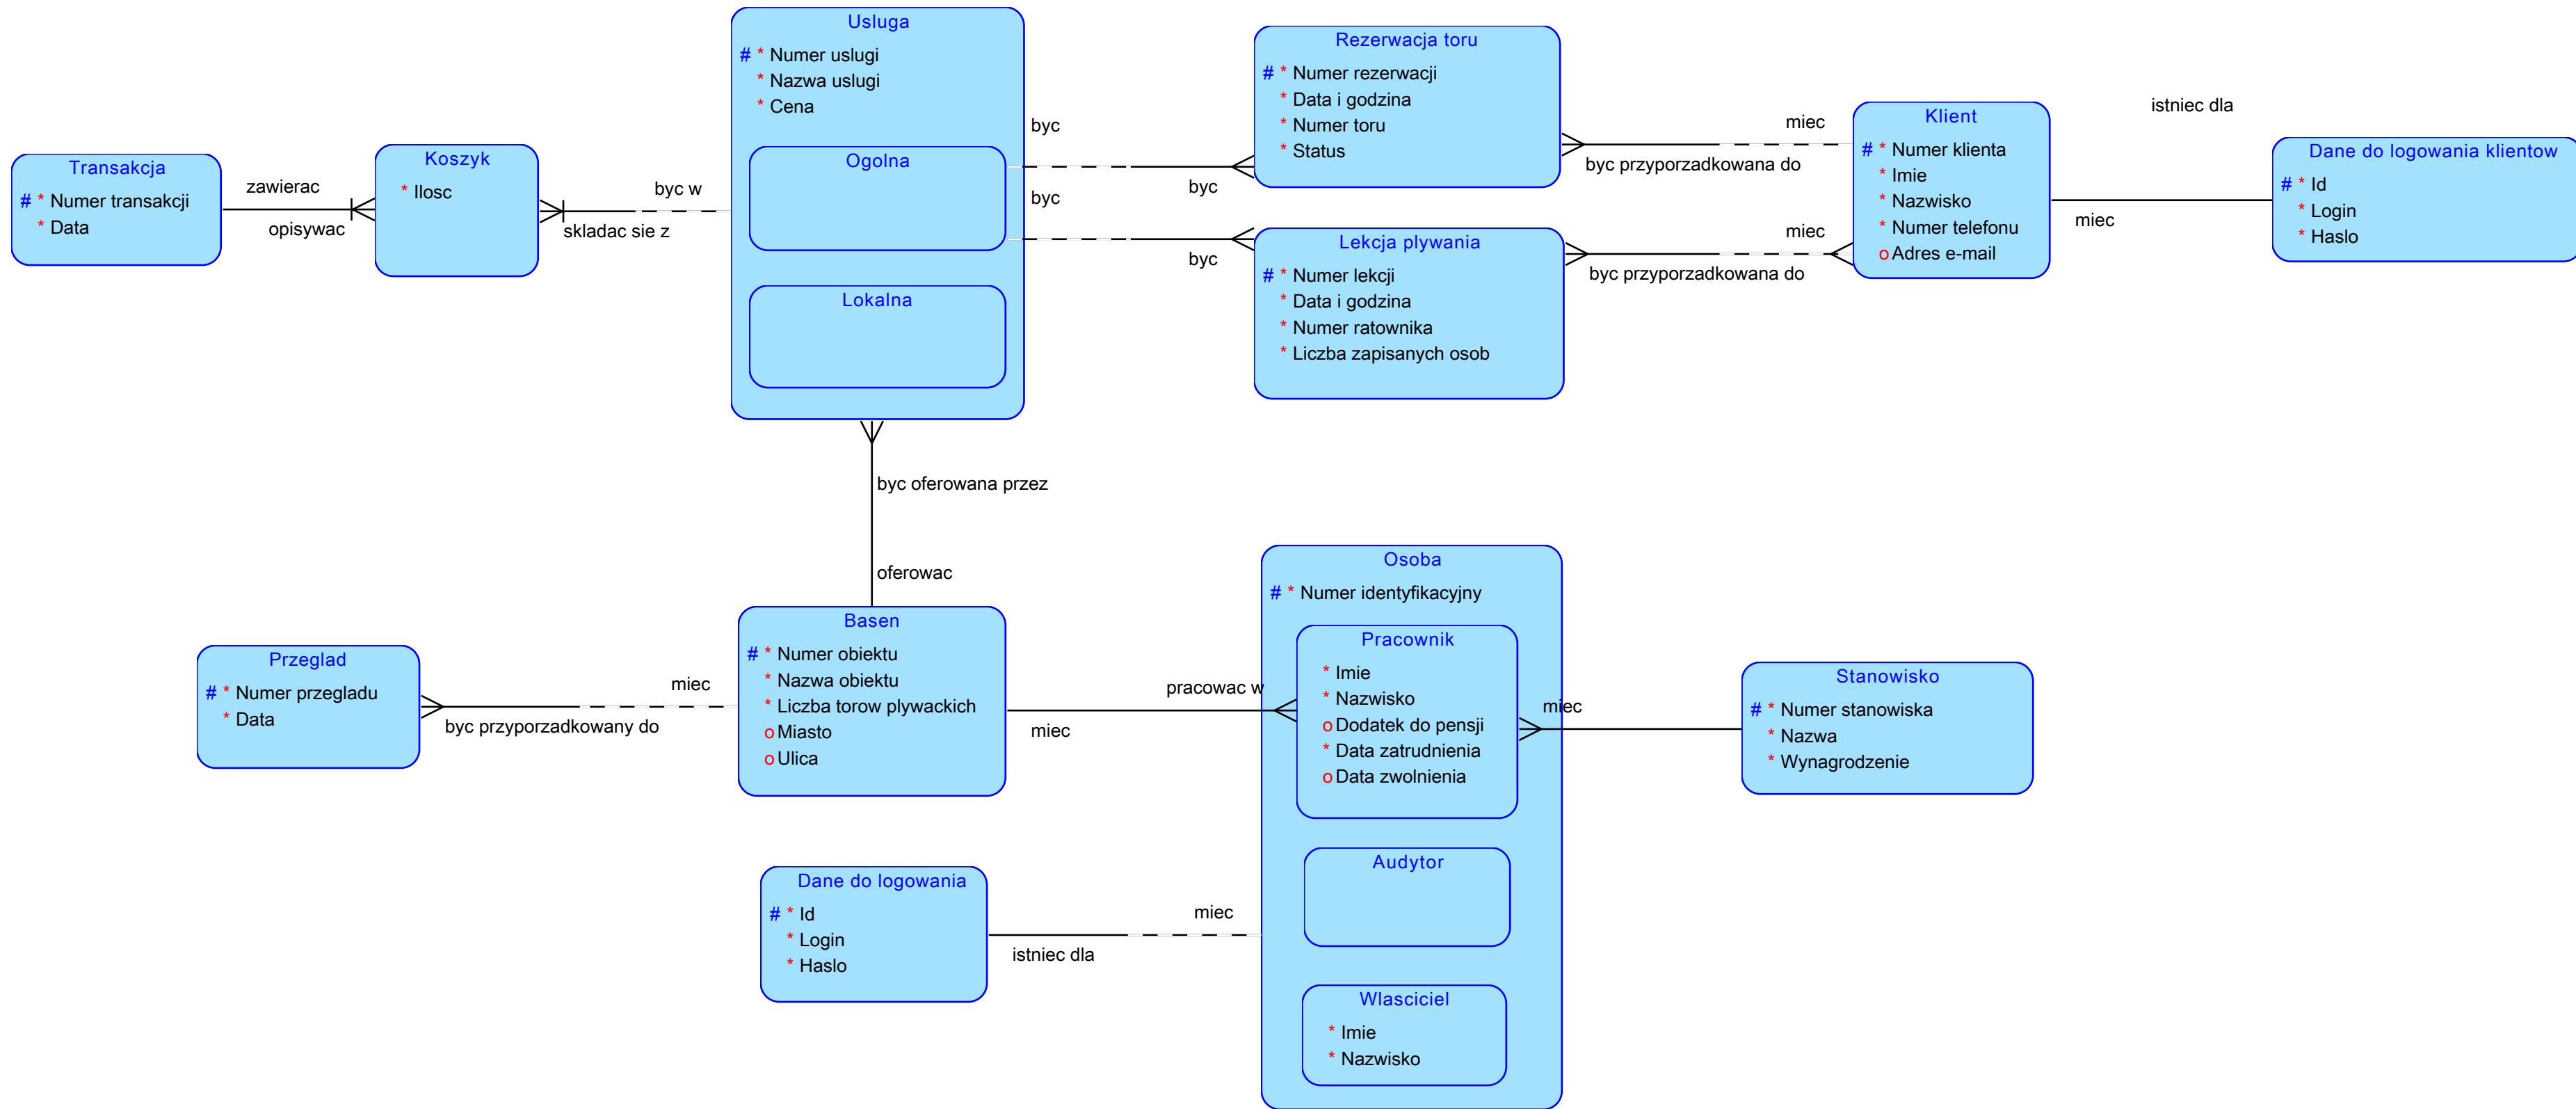 Usluga
# * Numer uslugi
* Nazwa uslugi
* Cena
Ogolna
Lokalna
Rezerwacja toru
# * Numer rezerwacji
* Data i godzina
* Numer toru
* Status
Klient
# * Numer klienta
* Imie
* Nazwisko
* Numer telefonu
o Adres e-mail
istniec dla
miec
Dane do logowania klientow
# * Id
* Login
* Haslo
Transakcja
# * Numer transakcji
* Data
zawierac
opisywac
Koszyk
* Ilosc
byc w
skladac sie z
byc
byc
byc
byc
miec
byc przyporzadkowana do
miec
byc przyporzadkowana do
Lekcja plywania
# * Numer lekcji
* Data i godzina
* Numer ratownika
* Liczba zapisanych osob
byc oferowana przez
oferowac
Basen
# * Numer obiektu
* Nazwa obiektu
* Liczba torow plywackich
o Miasto
o Ulica
Przeglad
# * Numer przegladu
* Data
miec
byc przyporzadkowany do
pracowac w
miec
Osoba
# * Numer identyfikacyjny
Pracownik
* Imie
* Nazwisko
o Dodatek do pensji
* Data zatrudnienia
o Data zwolnienia
miec
Stanowisko
# * Numer stanowiska
* Nazwa
* Wynagrodzenie
Audytor
Dane do logowania
# * Id
* Login
* Haslo
miec
istniec dla
Wlasciciel
* Imie
* Nazwisko